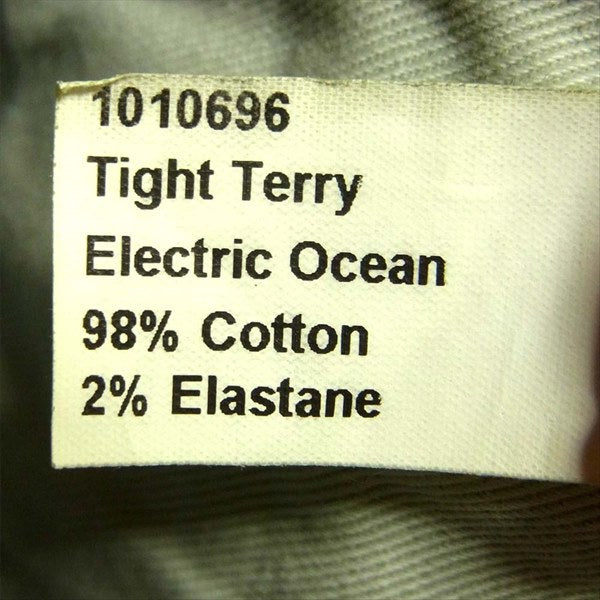 1010696
Tight Terry
Electric Ocean
98% Cotton
2% Elastane